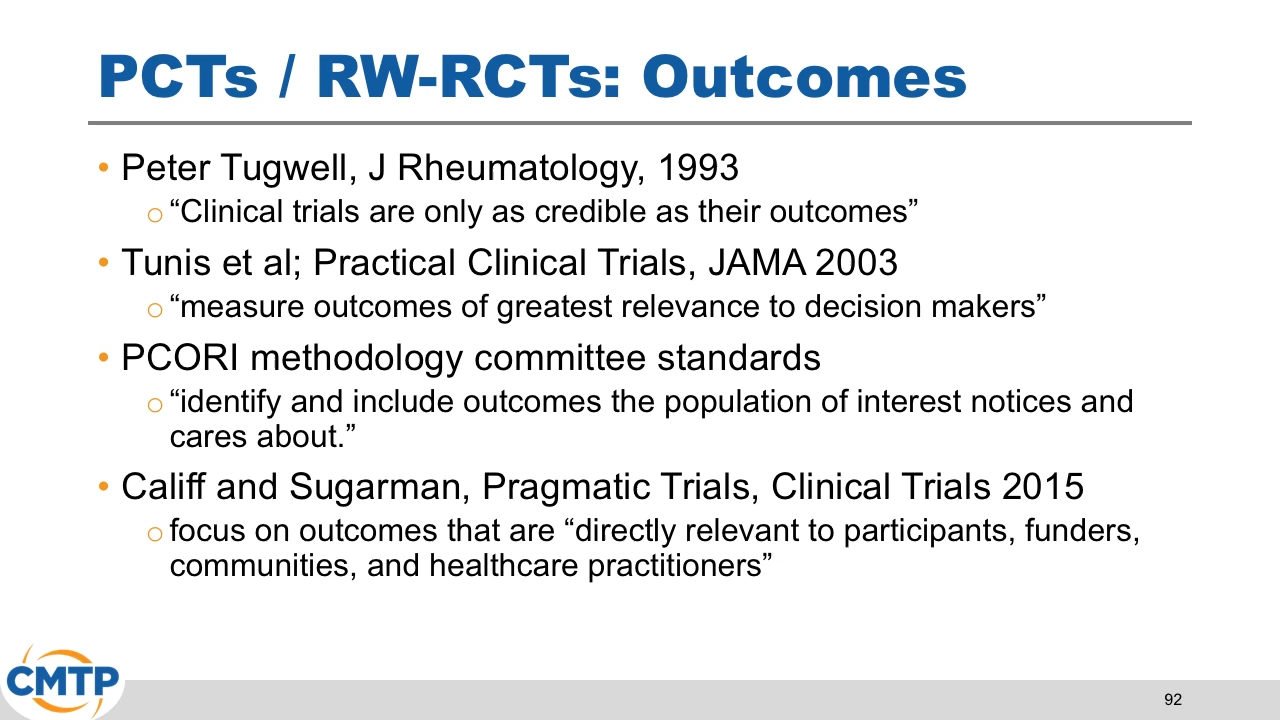 PCTs / RW-RCTs: Outcomes
• Peter Tugwell, J Rheumatology, 1993
o “Clinical trials are only as credible as their outcomes”
• Tunis et al; Practical Clinical Trials, JAMA 2003
o “measure outcomes of greatest relevance to decision makers”
• PCORI methodology committee standards
o “identify and include outcomes the population of interest notices and
cares about.”
• Califf and Sugarman, Pragmatic Trials, Clinical Trials 2015
o focus on outcomes that are “directly relevant to participants, funders,
communities, and healthcare practitioners”
CMTP
92